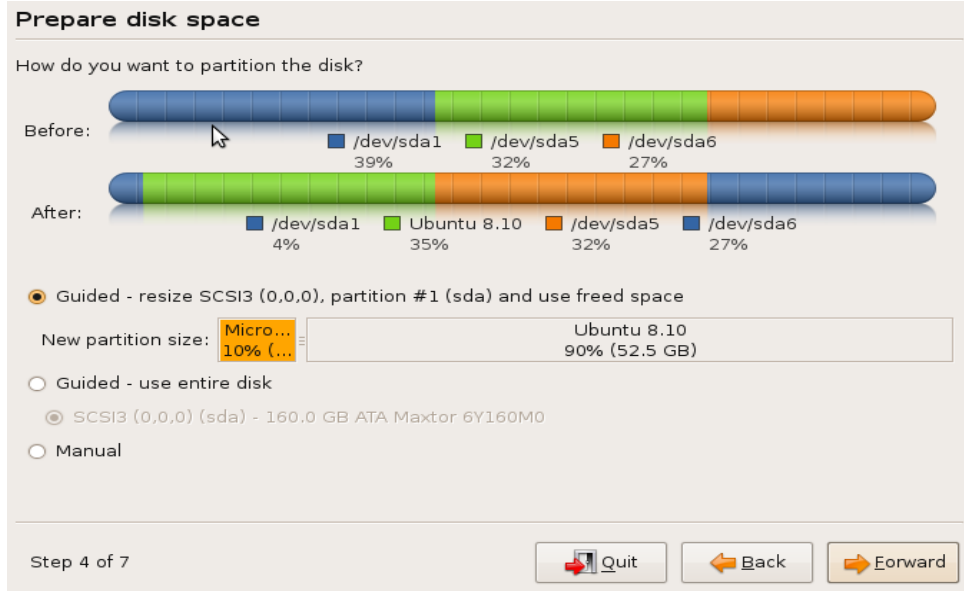 Prepare disk space
How do you want to partition the disk?
Before:
/dev/sda1 /dev/sda5 /dev/sda6
39% 32% 27%
After:
/dev/sda1 Ubuntu 8.10 /dev/sda5 /dev/sda6
4% 35% 32% 27%
Guided - resize SCSI3 (0,0,0), partition #1 (sda) and use freed space
New partition size:
Micro...
10% (...
Ubuntu 8.10
90% (52.5 GB)
Guided - use entire disk
SCSI3 (0,0,0) (sda) - 160.0 GB ATA Maxtor 6Y160M0
Manual
Step 4 of 7
Quit Back Forward